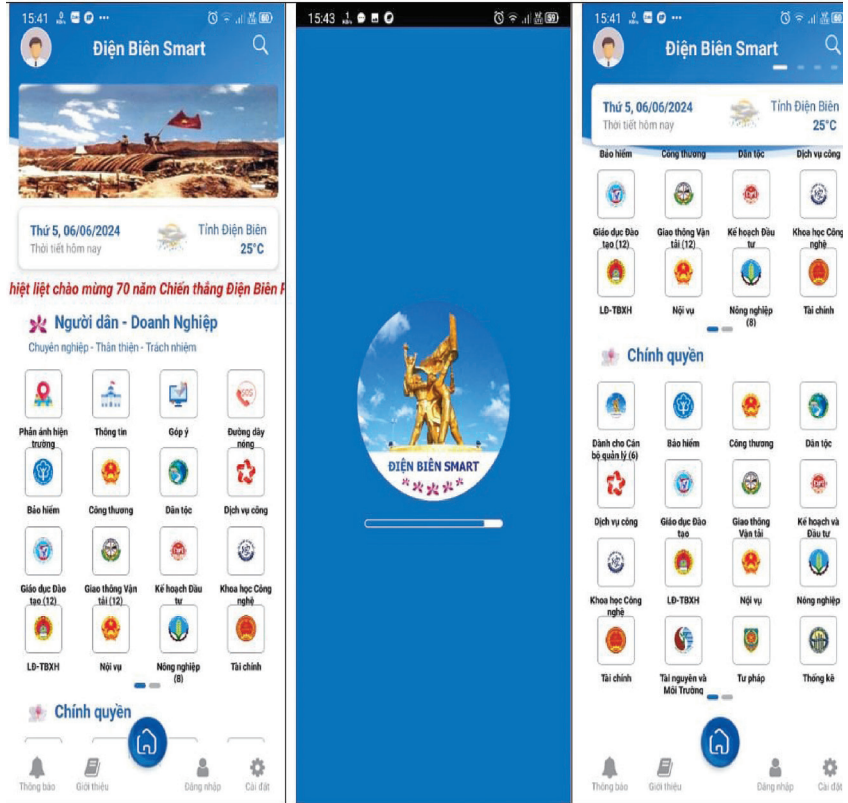 15:41
Điện Biên Smart
Thứ 5, 06/06/2024
Tỉnh Điện Biên
Thời tiết hôm nay
25°C
hiệt liệt chào mừng 70 năm Chiến thắng Điện Biên P
Người dân - Doanh Nghiệp
Chuyên nghiệp - Thân thiện - Trách nhiệm
SOS
Phản ánh hiện
trường
Thông tin
Góp ý
Đường dây
nóng
Bảo hiểm
Công thương
Dân tộc
Dịch vụ công
Giáo dục Đào
tạo (12)
Giao thông Vận
tải (12)
Kế hoạch Đầu
tư
Khoa học Công
nghệ
LĐ-TBXH
Nội vụ
Nông nghiệp
(8)
Tài chính
Chính quyền
Thông báo
Giới thiệu
Đăng nhập
Cài đặt
15:43
ĐIỆN BIÊN SMART
15:41
Điện Biên Smart
Thứ 5, 06/06/2024
Tỉnh Điện Biên
Thời tiết hôm nay
25°C
Bảo hiểm
Công thương
Dân tộc
Dịch vụ công
Giáo dục Đào
tạo (12)
Giao thông Vận
tải (12)
Kế hoạch Đầu
tư
Khoa học Công
nghệ
LĐ-TBXH
Nội vụ
Nông nghiệp
(8)
Tài chính
Chính quyền
Dành cho Cán
bộ quản lý (6)
Bảo hiểm
Công thương
Dân tộc
Dịch vụ công
Giáo dục Đào
tạo
Giao thông
Vận tải
Kế hoạch và
Đầu tư
Khoa học Công
nghệ
LĐ-TBXH
Nội vụ
Nông nghiệp
Tài chính
Tài nguyên và
Môi Trường
Tư pháp
Thống kê
Thông báo
Giới thiệu
Đăng nhập
Cài đặt